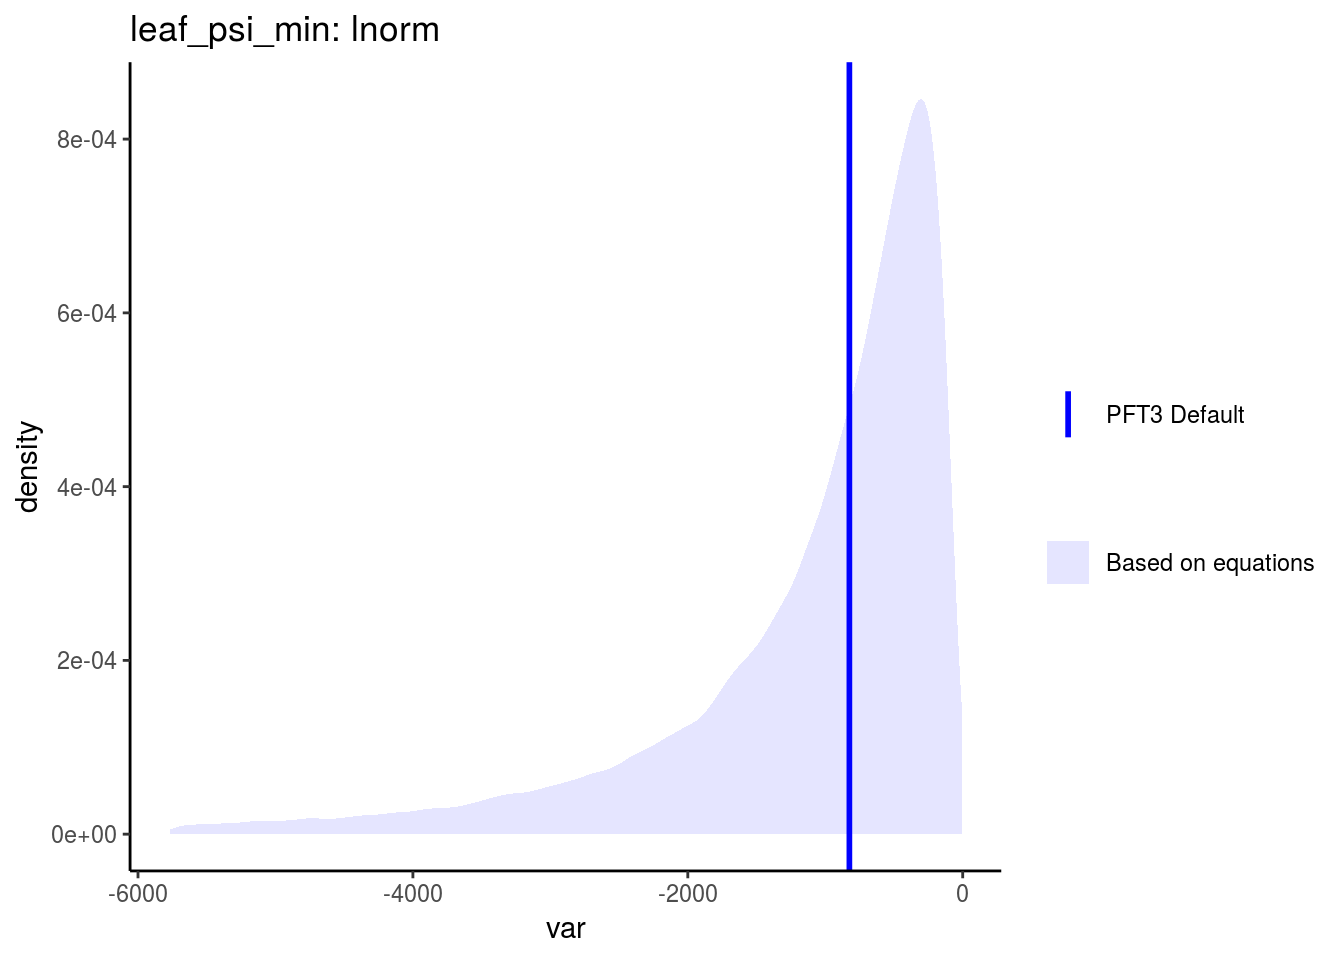 leaf_psi_min: lnorm
8e-04
6e-04
4e-04
2e-04
0e+00
density
-6000
-4000
-2000
0
var
PFT3 Default
Based on equations